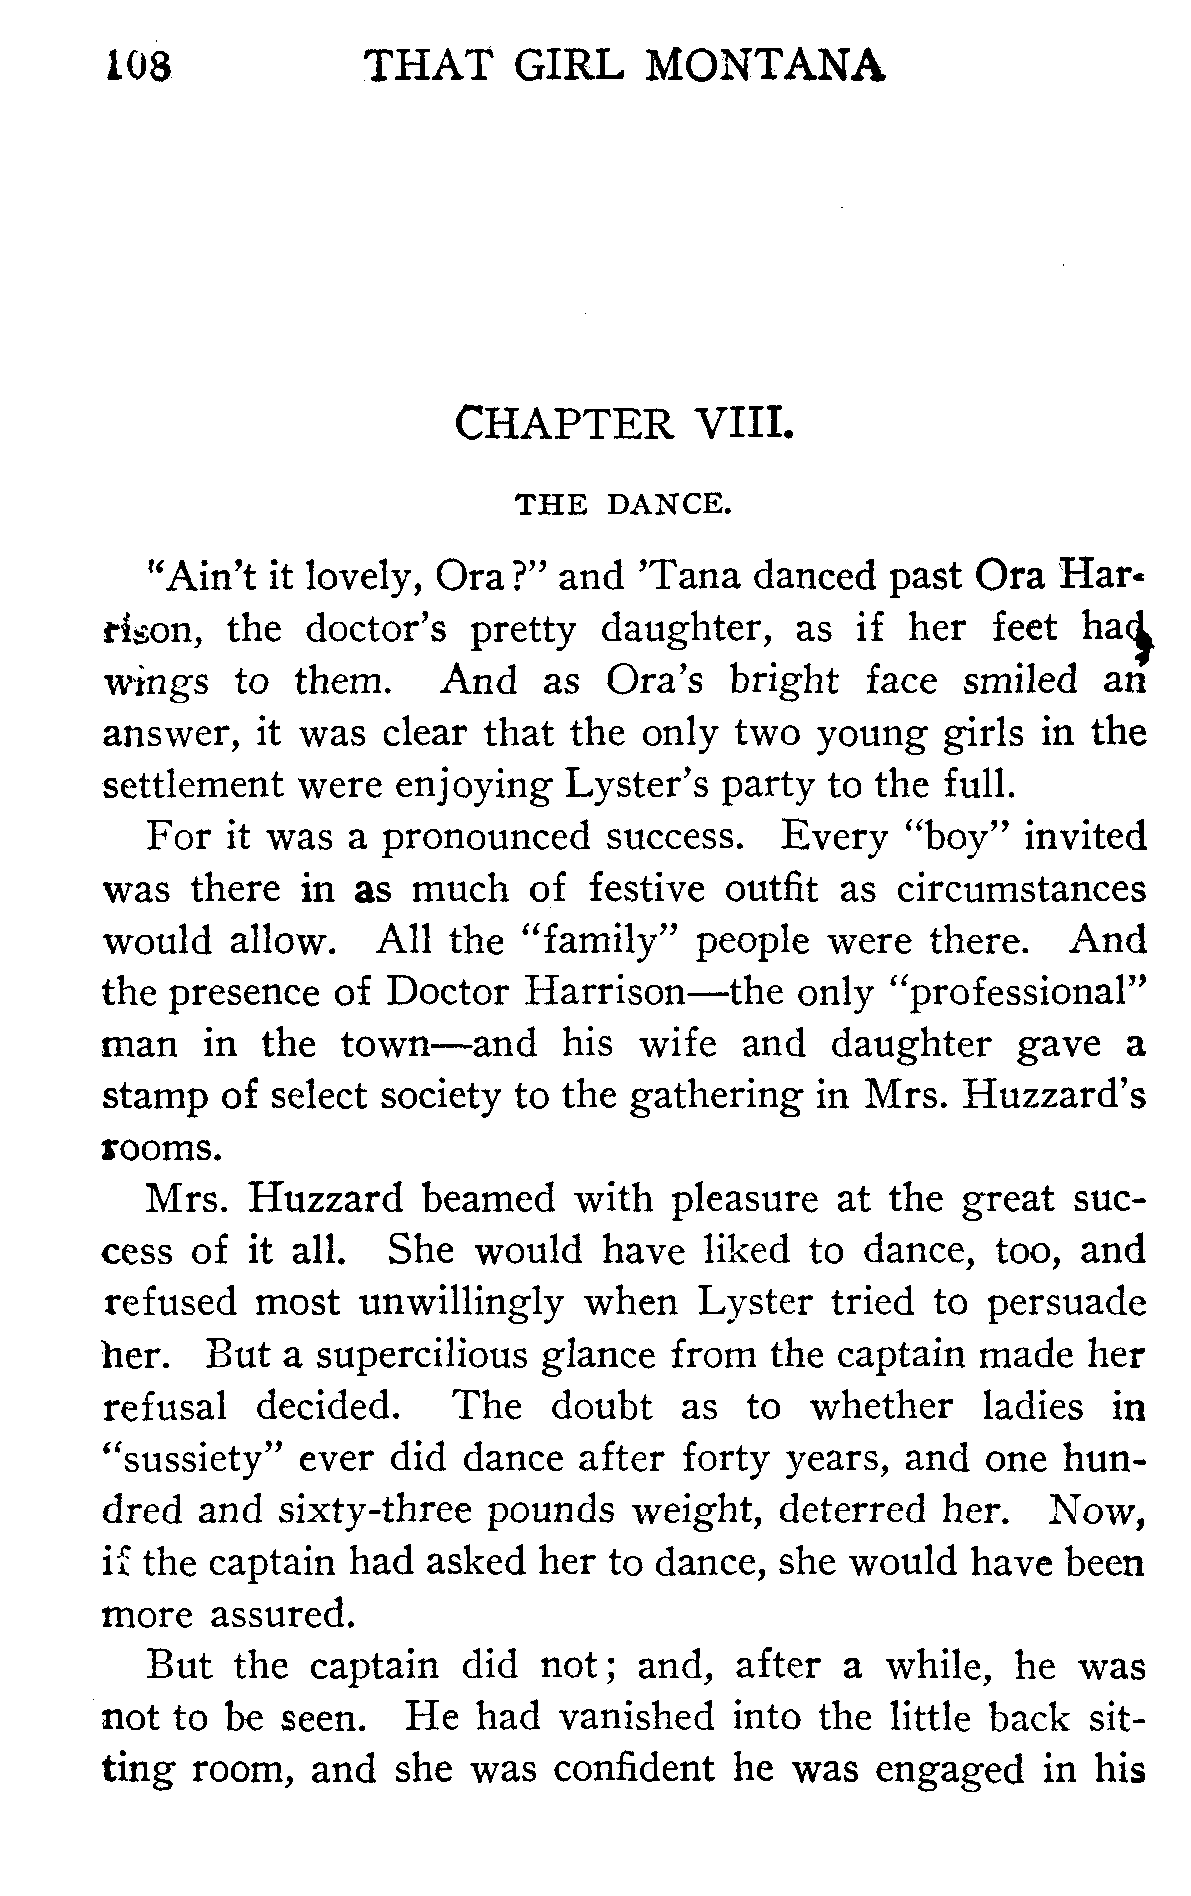 108 THAT GIRL MONTANA
CHAPTER VIII.
THE DANCE.
"Ain't it lovely, Ora?" and 'Tana danced past Ora Har-
rison, the doctor's pretty daughter, as if her feet had
wings to them. And as Ora's bright face smiled an
answer, it was clear that the only two young girls in the
settlement were enjoying Lyster's party to the full.
For it was a pronounced success. Every "boy" invited
was there in as much of festive outfit as circumstances
would allow. All the "family" people were there. And
the presence of Doctor Harrison—the only "professional"
man in the town—and his wife and daughter gave a
stamp of select society to the gathering in Mrs. Huzzard's
rooms.
Mrs. Huzzard beamed with pleasure at the great suc-
cess of it all. She would have liked to dance, too, and
refused most unwillingly when Lyster tried to persuade
her. But a supercilious glance from the captain made her
refusal decided. The doubt as to whether ladies in
"sussiety" ever did dance after forty years, and one hun-
dred and sixty-three pounds weight, deterred her. Now,
if the captain had asked her to dance, she would have been
more assured.
But the captain did not; and, after a while, he was
not to be seen. He had vanished into the little back sit-
ting room, and she was confident he was engaged in his